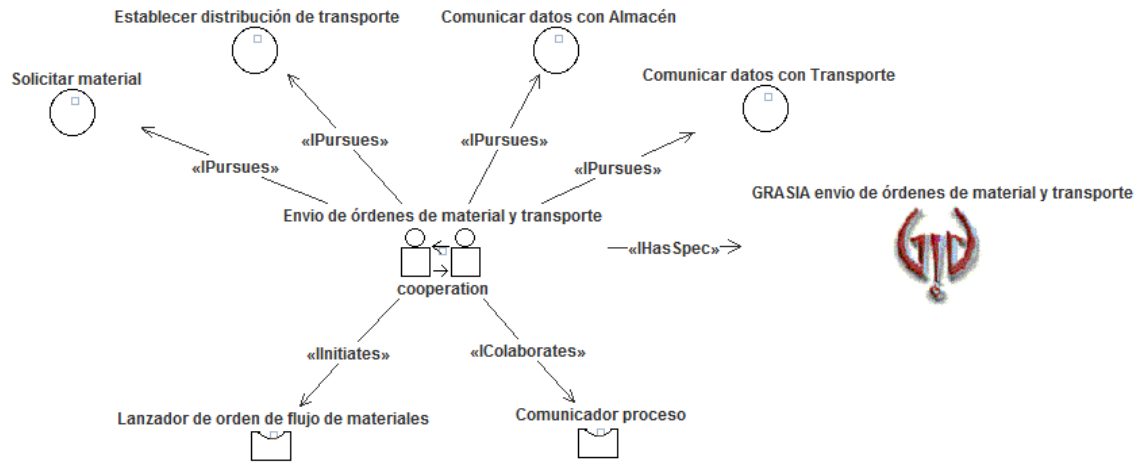 Establecer distribución de transporte
Comunicar datos con Almacén
Solicitar material
Comunicar datos con Transporte
«IPursues»
«IPursues»
«IPursues»
«IPursues»
GRASIA envio de órdenes de material y transporte
Envio de órdenes de material y transporte
«IHasSpec»
cooperation
«IInitiates»
«IColaborates»
Lanzador de orden de flujo de materiales
Comunicador proceso